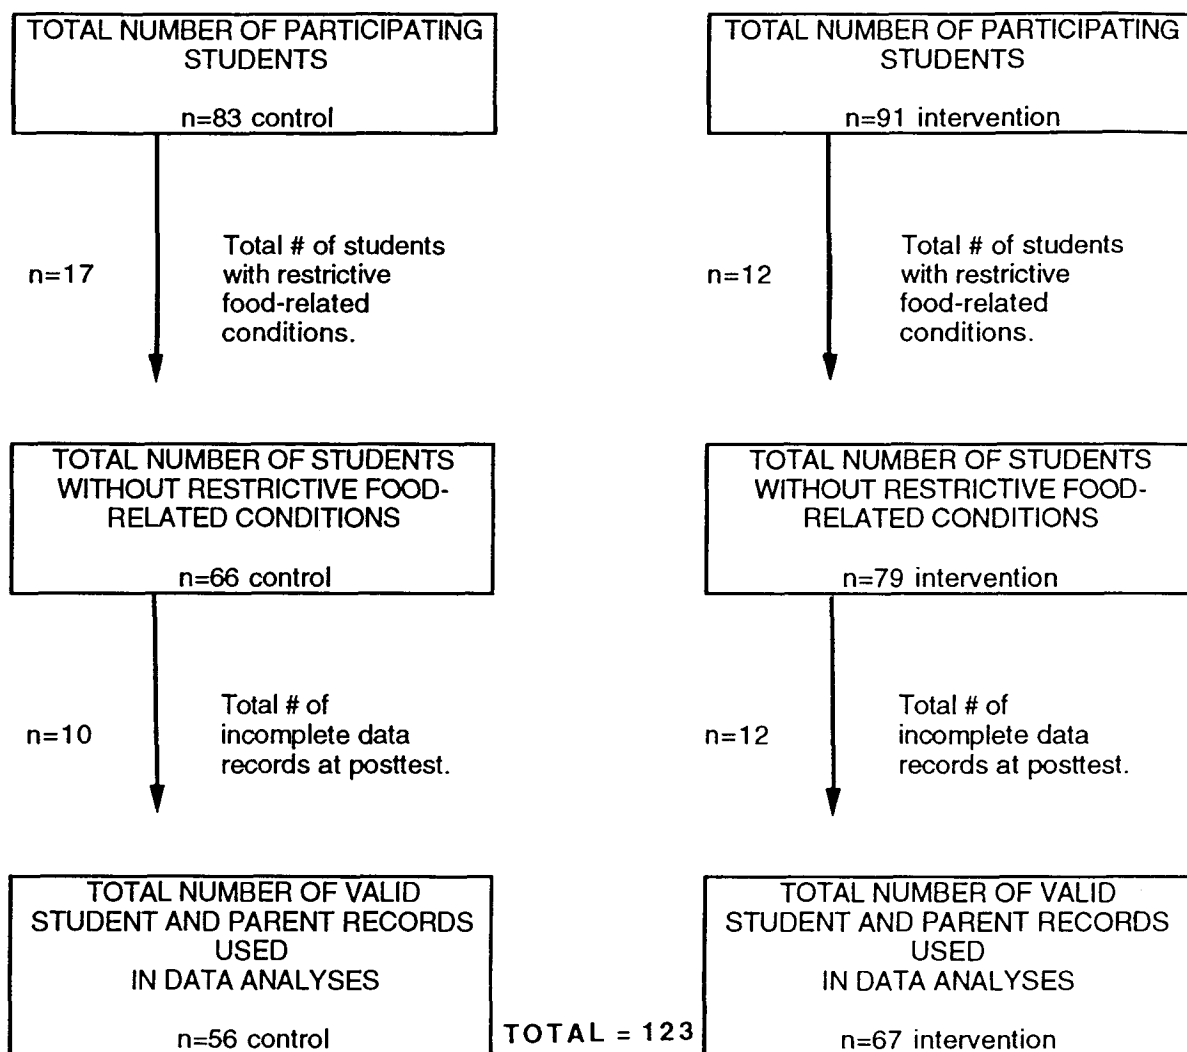 TOTAL NUMBER OF PARTICIPATING
STUDENTS
n=83 control
TOTAL NUMBER OF PARTICIPATING
STUDENTS
n=91 intervention
n=17
Total # of students
with restrictive
food-related
conditions.
n=12
Total # of students
with restrictive
food-related
conditions.
TOTAL NUMBER OF STUDENTS
WITHOUT RESTRICTIVE FOOD-
RELATED CONDITIONS
n=66 control
TOTAL NUMBER OF STUDENTS
WITHOUT RESTRICTIVE FOOD-
RELATED CONDITIONS
n=79 intervention
n=10
Total # of
incomplete data
records at posttest.
n=12
Total # of
incomplete data
records at posttest.
TOTAL NUMBER OF VALID
STUDENT AND PARENT RECORDS
USED
IN DATA ANALYSES
n=56 control
TOTAL = 123
TOTAL NUMBER OF VALID
STUDENT AND PARENT RECORDS
USED
IN DATA ANALYSES
n=67 intervention